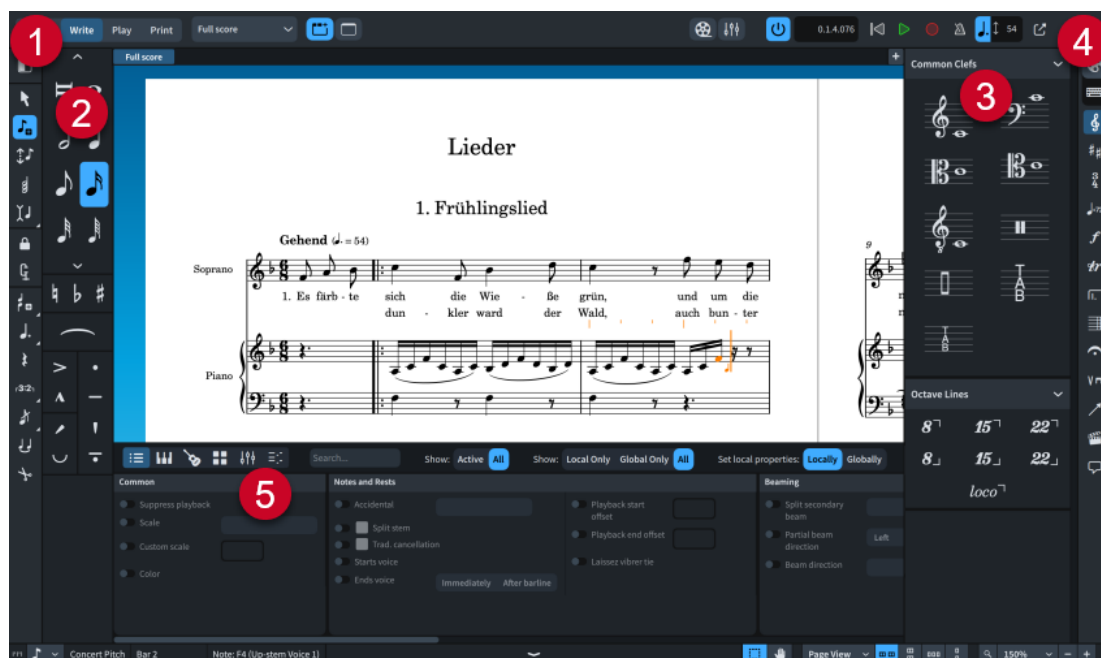 1
Write Play Print Full score
0.1.4.076
54
4
Full score
Common Clefs
2
3
Lieder
1. Frühlingslied
Gehend (♩. = 54)
9
Soprano
1. Es färb - te sich die Wie - ße grün, und um die
dun - kler ward der Wald, auch bun - ter
Piano
Octave Lines
8 15 22
8 15 22
loco
Search...
Show: Active All
Show: Local Only Global Only All
Set local properties: Locally Globally
5
Common
Notes and Rests
Beaming
Suppress playback
Scale
Custom scale
Color
Accidental
Split stem
Trad. cancellation
Starts voice
Ends voice
Immediately After barline
Playback start offset
Playback end offset
Laissez vibrer tie
Split secondary beam
Partial beam direction
Left
Beam direction
Concert Pitch Bar 2 Note: F4 (Up-stem Voice 1)
Page View
150%